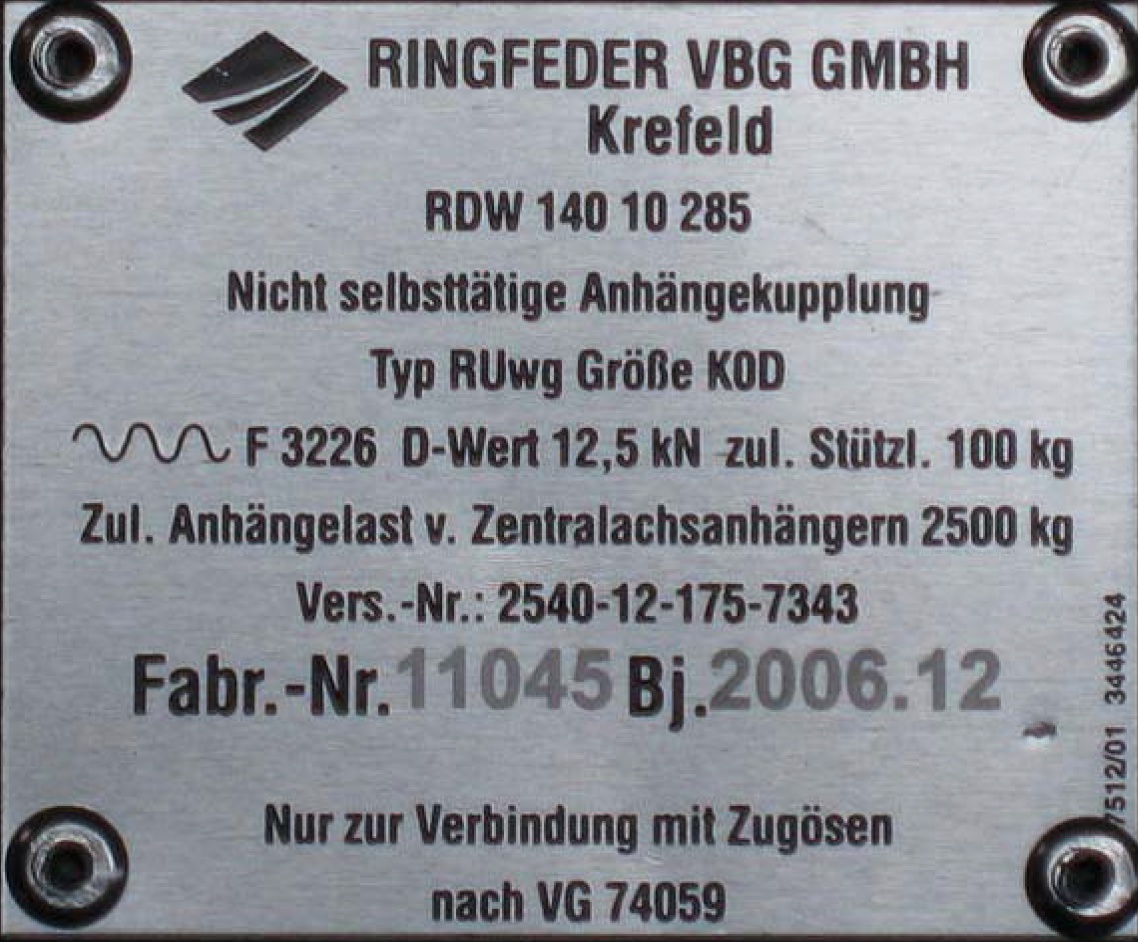 RINGFEDER VBG GMBH
Krefeld
RDW 140 10 285
Nicht selbsttätige Anhängekupplung
Typ RUwg Größe KOD
F 3226 D-Wert 12,5 kN zul. Stützl. 100 kg
Zul. Anhängelast v. Zentralachsanhängern 2500 kg
Vers.-Nr.: 2540-12-175-7343
Fabr.-Nr. 11045 Bj. 2006.12
Nur zur Verbindung mit Zugösen
nach VG 74059
7512/01 3446424